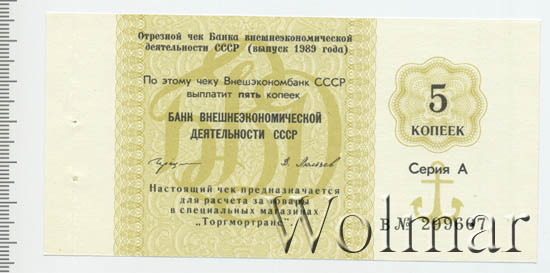 Отрезной чек Банка внешнеэкономической
деятельности СССР (выпуск 1989 года)
По этому чеку Внешэкономбанк СССР
выплатит пять копеек
БАНК ВНЕШНЕЭКОНОМИЧЕСКОЙ
ДЕЯТЕЛЬНОСТИ СССР
Настоящий чек предназначается
для расчета за товары
в специальных магазинах
„Торгмортранс".
5
КОПЕЕК
Серия А
В № 299607
Wolmar